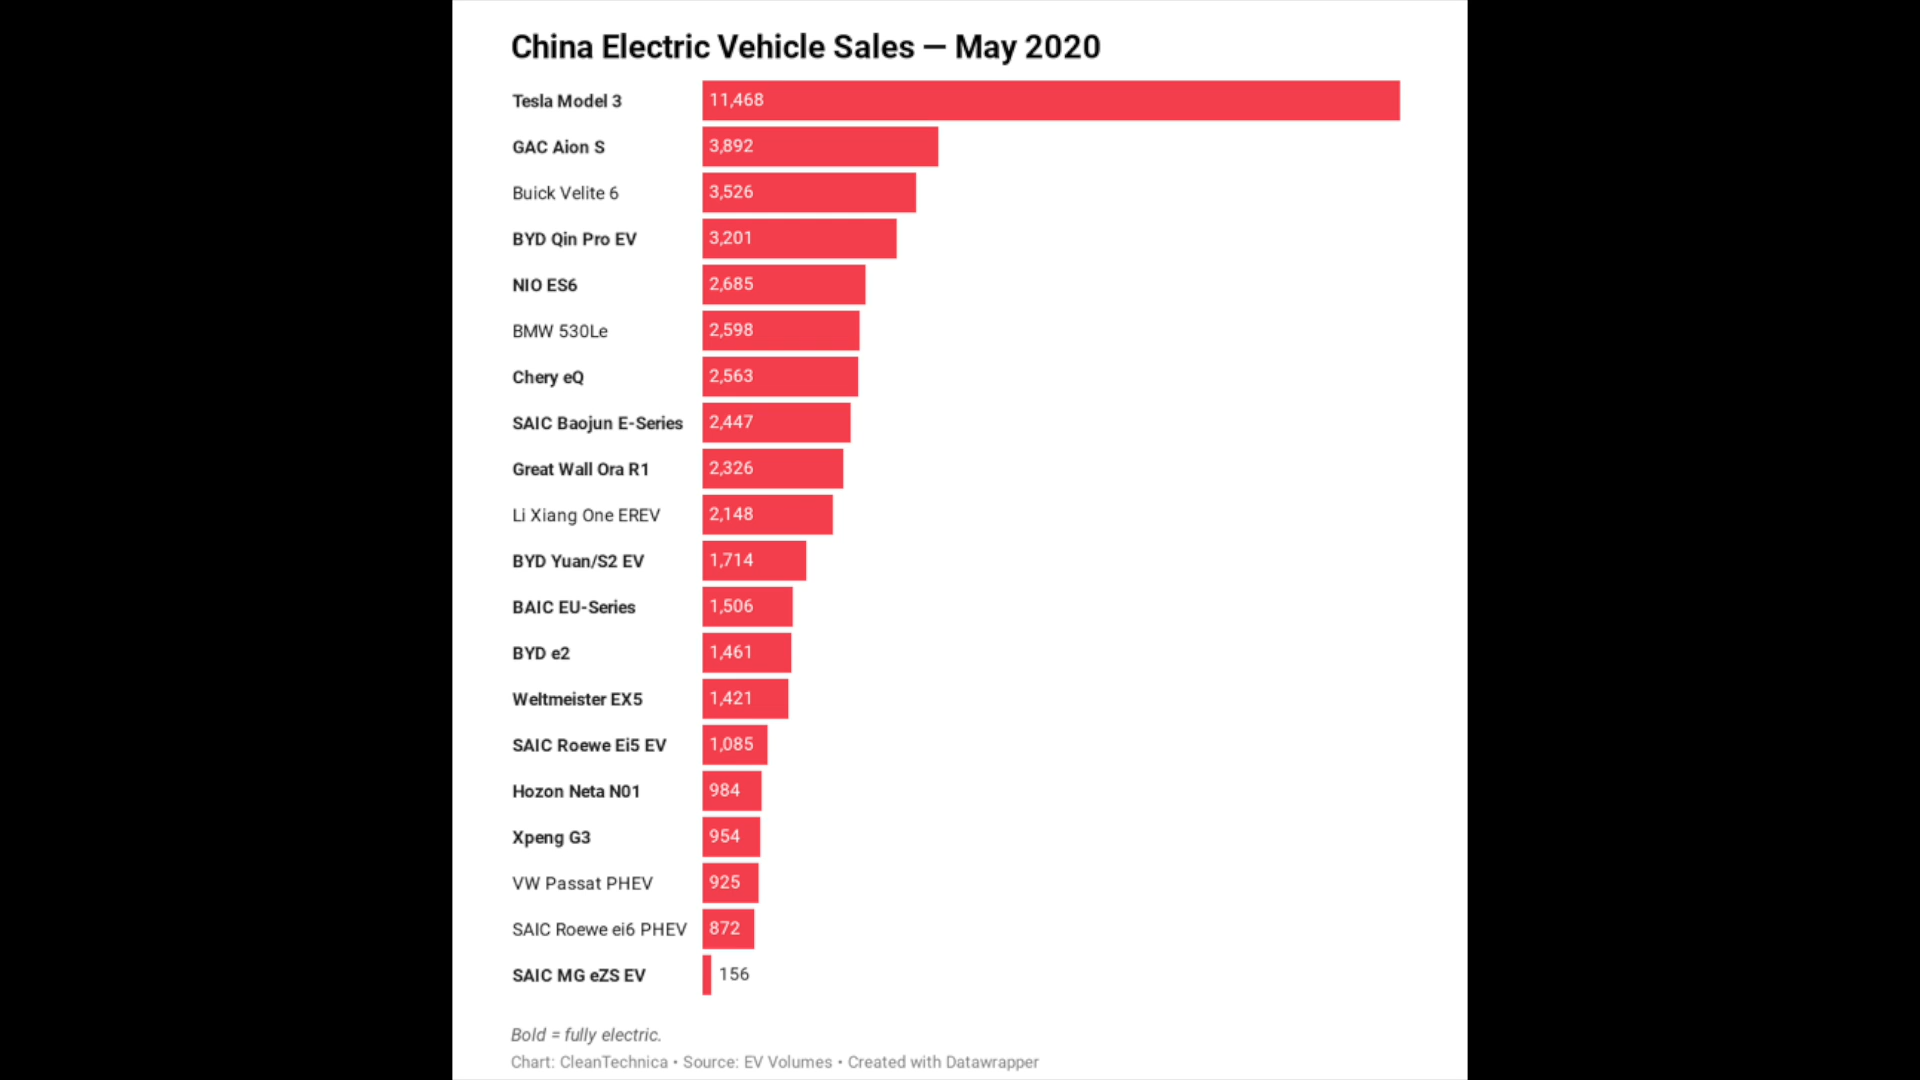 China Electric Vehicle Sales — May 2020
Tesla Model 3 11,468
GAC Aion S 3,892
Buick Velite 6 3,526
BYD Qin Pro EV 3,201
NIO ES6 2,685
BMW 530Le 2,598
Chery eQ 2,563
SAIC Baojun E-Series 2,447
Great Wall Ora R1 2,326
Li Xiang One EREV 2,148
BYD Yuan/S2 EV 1,714
BAIC EU-Series 1,506
BYD e2 1,461
Weltmeister EX5 1,421
SAIC Roewe Ei5 EV 1,085
Hozon Neta N01 984
Xpeng G3 954
VW Passat PHEV 925
SAIC Roewe ei6 PHEV 872
SAIC MG eZS EV 156
Bold = fully electric.
Chart: CleanTechnica • Source: EV Volumes • Created with Datawrapper